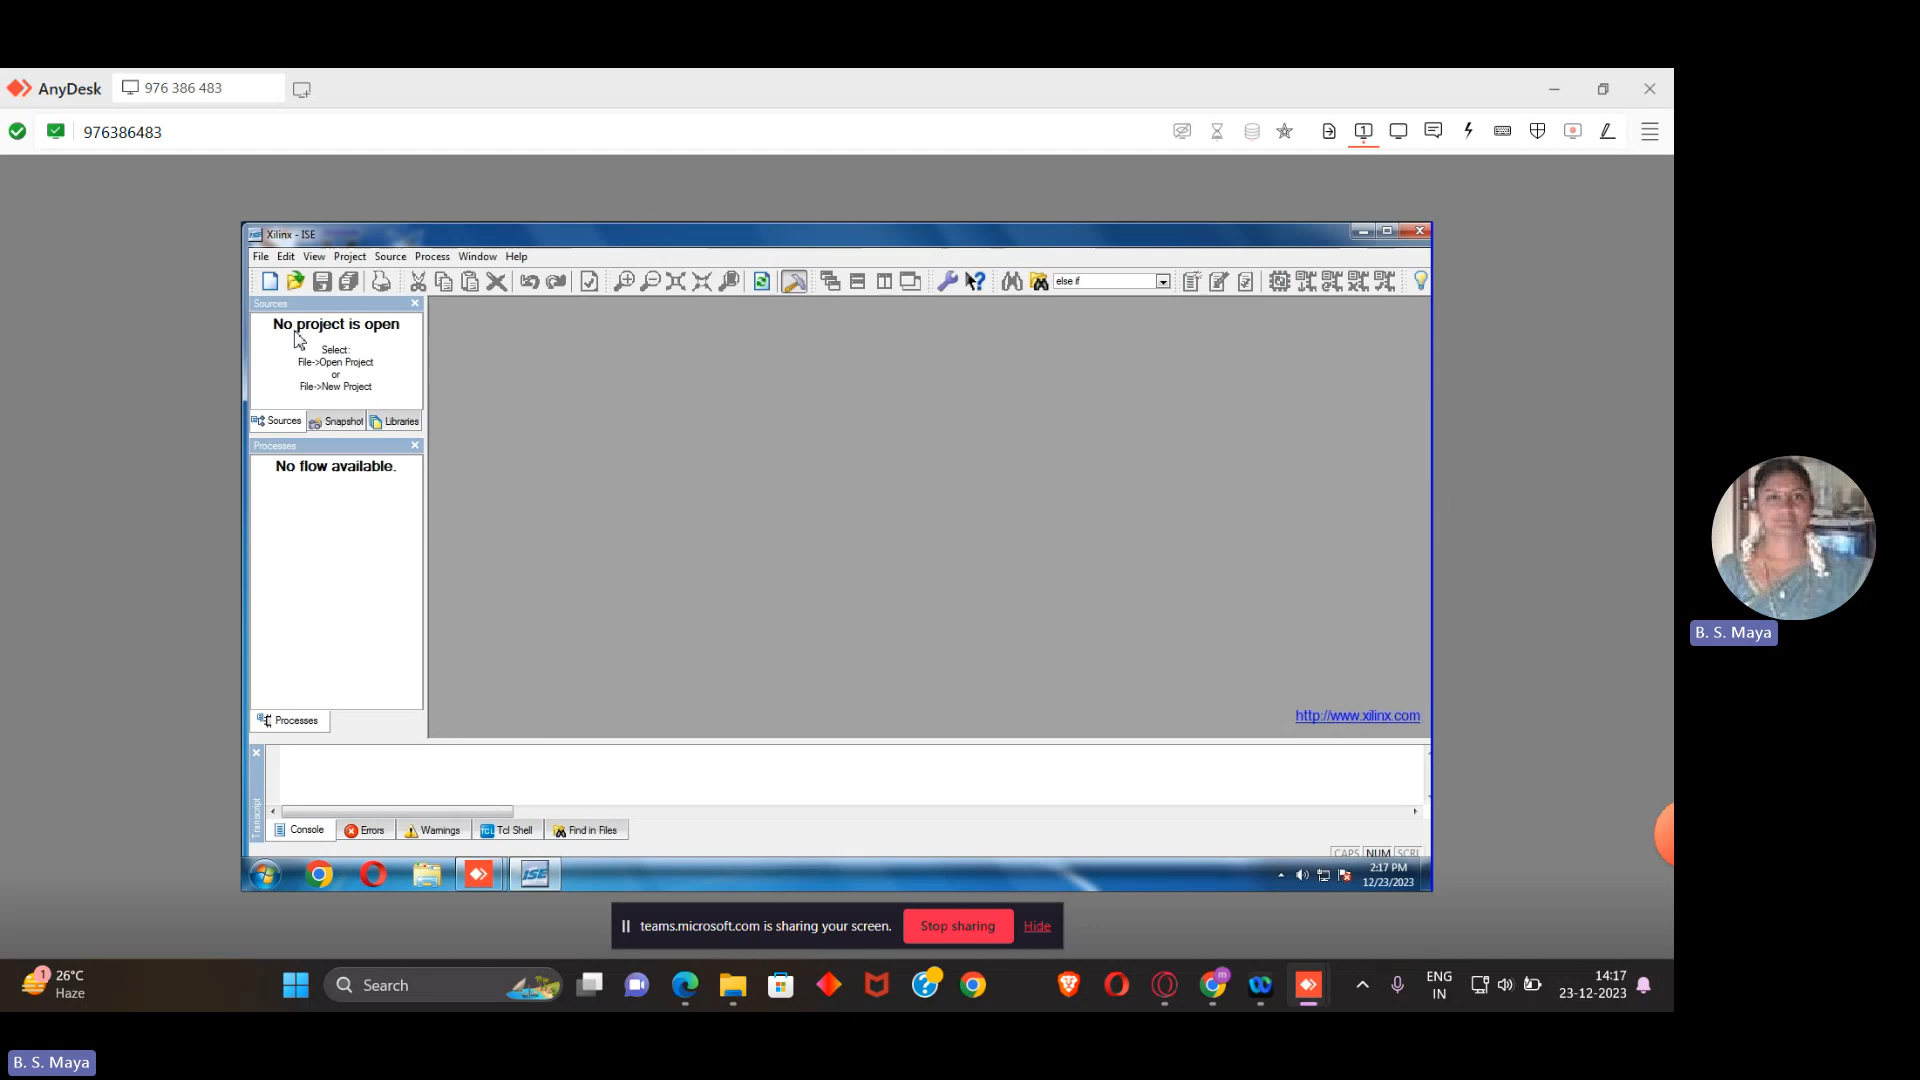 AnyDesk
976 386 483
976386483
1
Xilinx - ISE
File Edit View Project Source Process Window Help
else if
Sources
No project is open
Select:
File->Open Project
or
File->New Project
Sources Snapshot Libraries
Processes
No flow available.
Processes
http://www.xilinx.com
Transcript
Console Errors Warnings Tcl Shell Find in Files
CAPS NUM SCRL
2:17 PM
12/23/2023
teams.microsoft.com is sharing your screen. Stop sharing Hide
B. S. Maya
1
26°C
Haze
Search
m
ENG
IN
14:17
23-12-2023
B. S. Maya